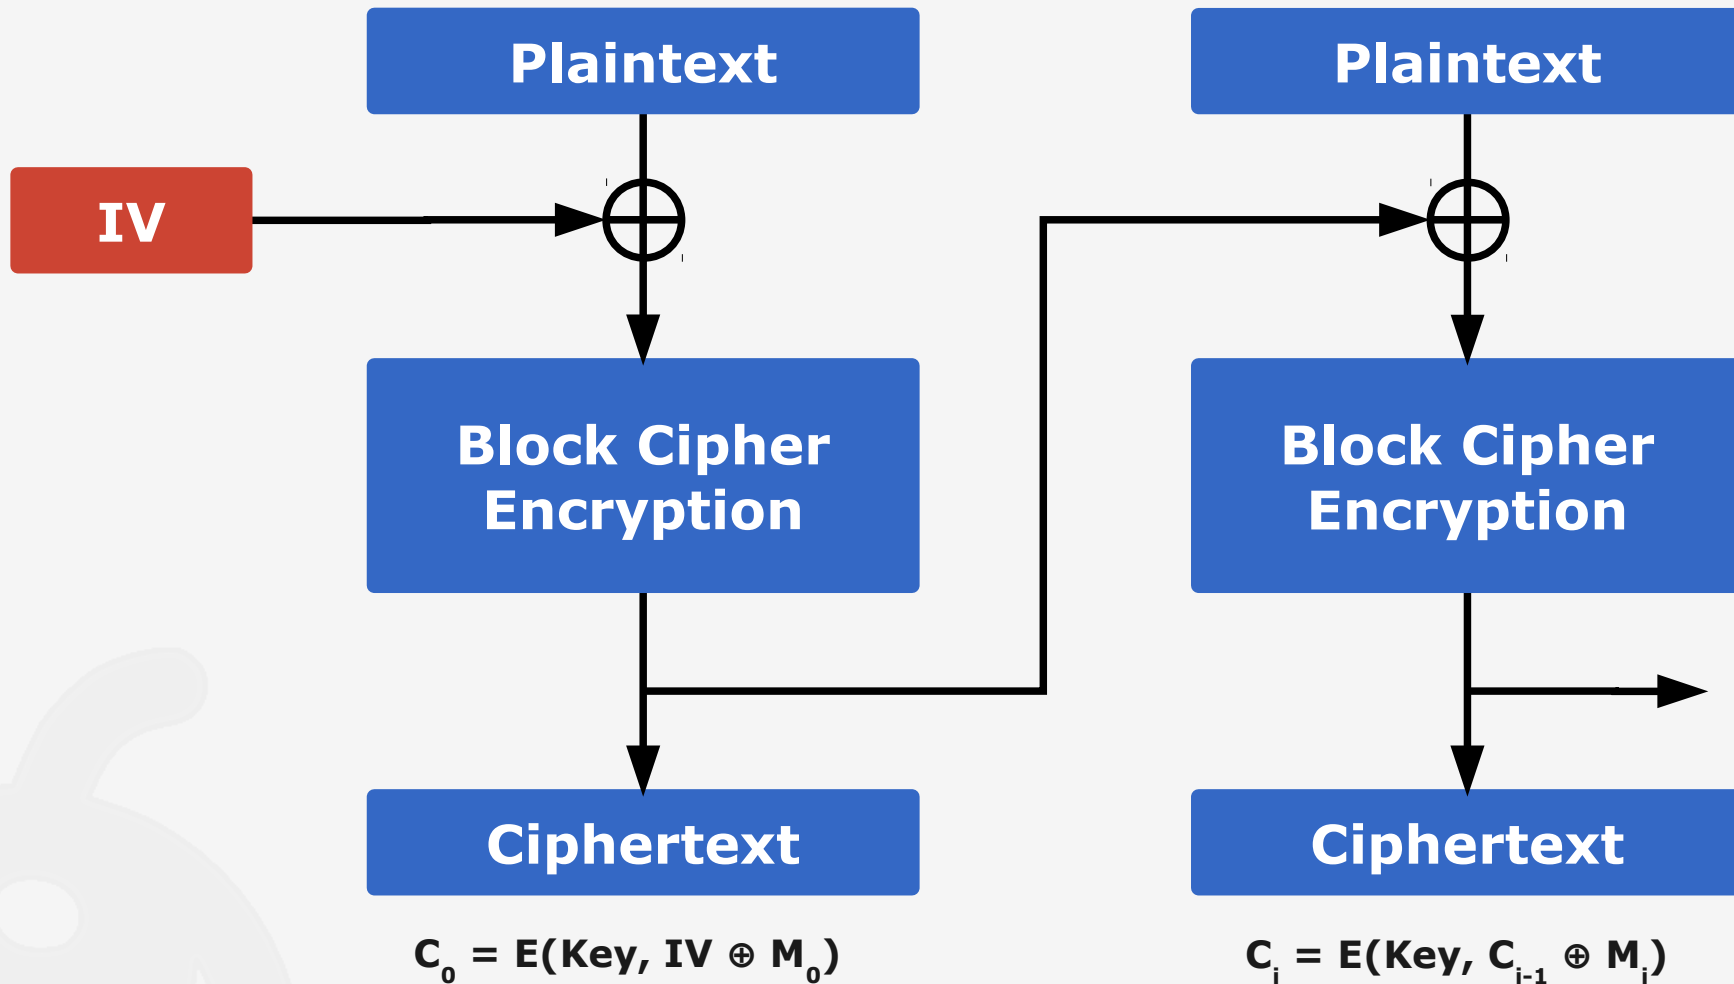 Plaintext
Plaintext
IV
Block Cipher
Encryption
Block Cipher
Encryption
Ciphertext
Ciphertext
C₀ = E(Key, IV ⊕ M₀)
Cᵢ = E(Key, Cᵢ₋₁ ⊕ Mᵢ)